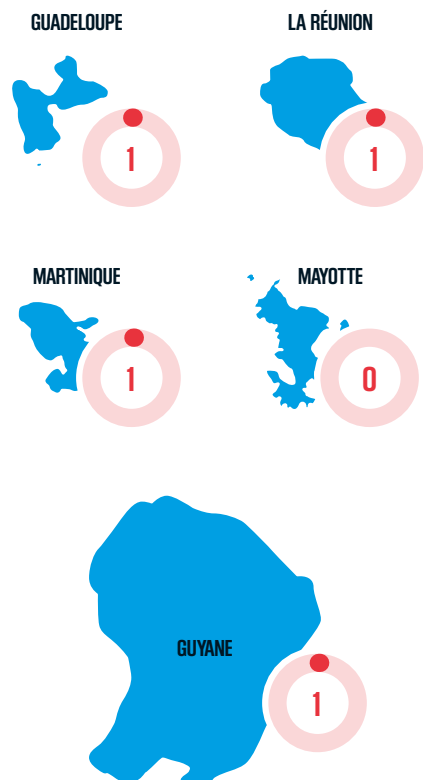 GUADELOUPE
1
LA RÉUNION
1
MARTINIQUE
1
MAYOTTE
0
GUYANE
1